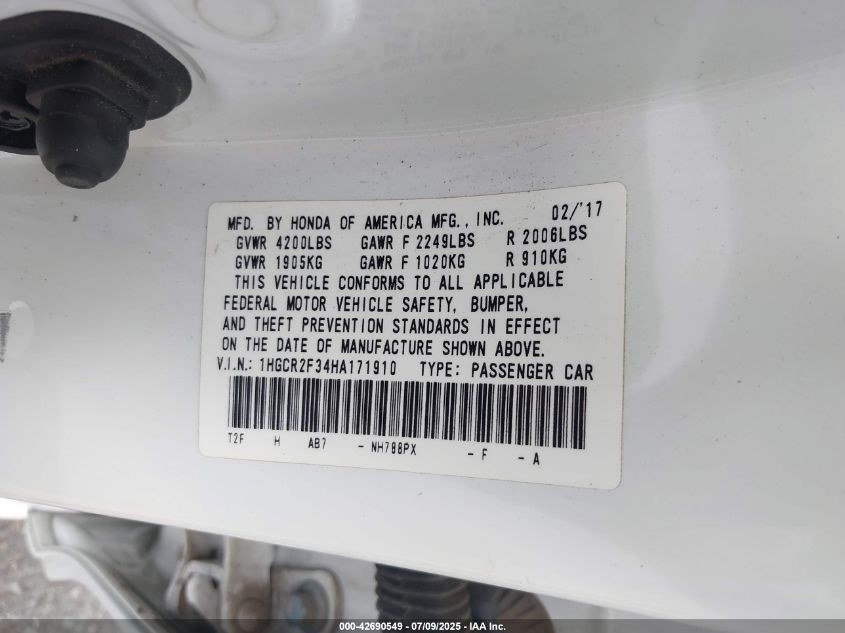 MFD. BY HONDA OF AMERICA MFG., INC. 02/'17
GVWR 4200LBS GAWR F 2249LBS R 2006LBS
GVWR 1905KG GAWR F 1020KG R 910KG
THIS VEHICLE CONFORMS TO ALL APPLICABLE
FEDERAL MOTOR VEHICLE SAFETY, BUMPER,
AND THEFT PREVENTION STANDARDS IN EFFECT
ON THE DATE OF MANUFACTURE SHOWN ABOVE.
V.I.N.: 1HGCR2F34HA171910 TYPE: PASSENGER CAR
T2F H AB7 - NH788PX - F - A
000-42690549 - 07/09/2025 - IAA Inc.